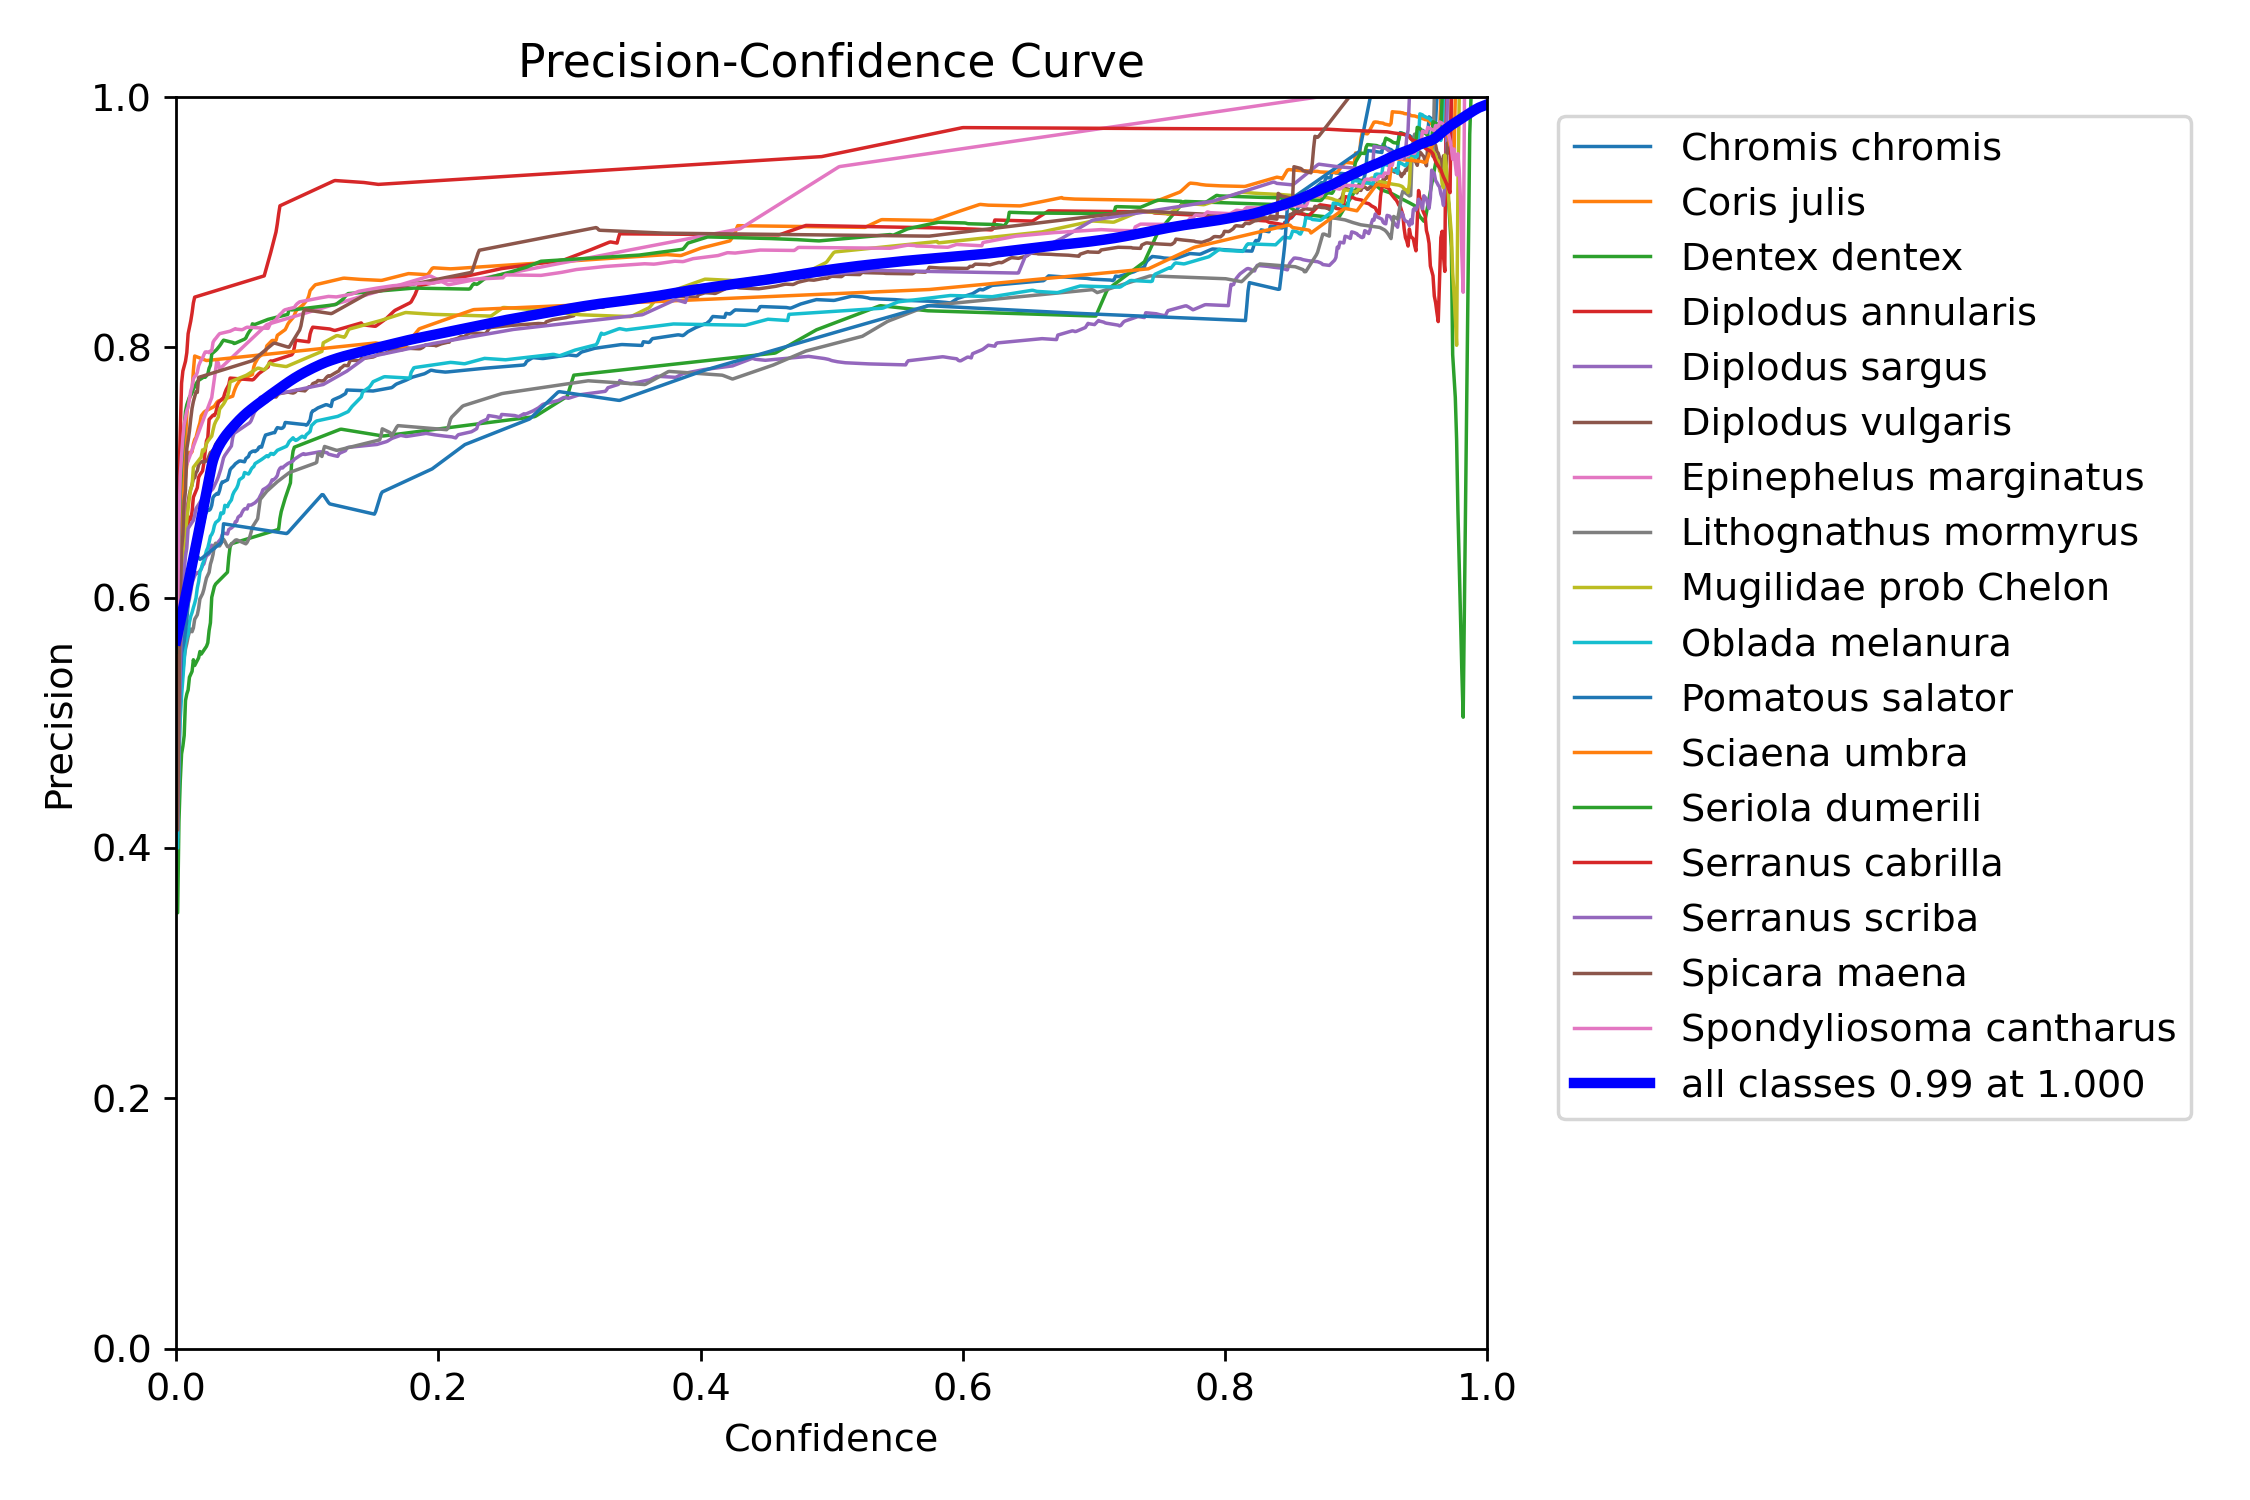 Precision-Confidence Curve
1.0
0.8
0.6
0.4
0.2
0.0
Precision
0.0 0.2 0.4 0.6 0.8 1.0
Confidence
Chromis chromis
Coris julis
Dentex dentex
Diplodus annularis
Diplodus sargus
Diplodus vulgaris
Epinephelus marginatus
Lithognathus mormyrus
Mugilidae prob Chelon
Oblada melanura
Pomatous salator
Sciaena umbra
Seriola dumerili
Serranus cabrilla
Serranus scriba
Spicara maena
Spondyliosoma cantharus
all classes 0.99 at 1.000